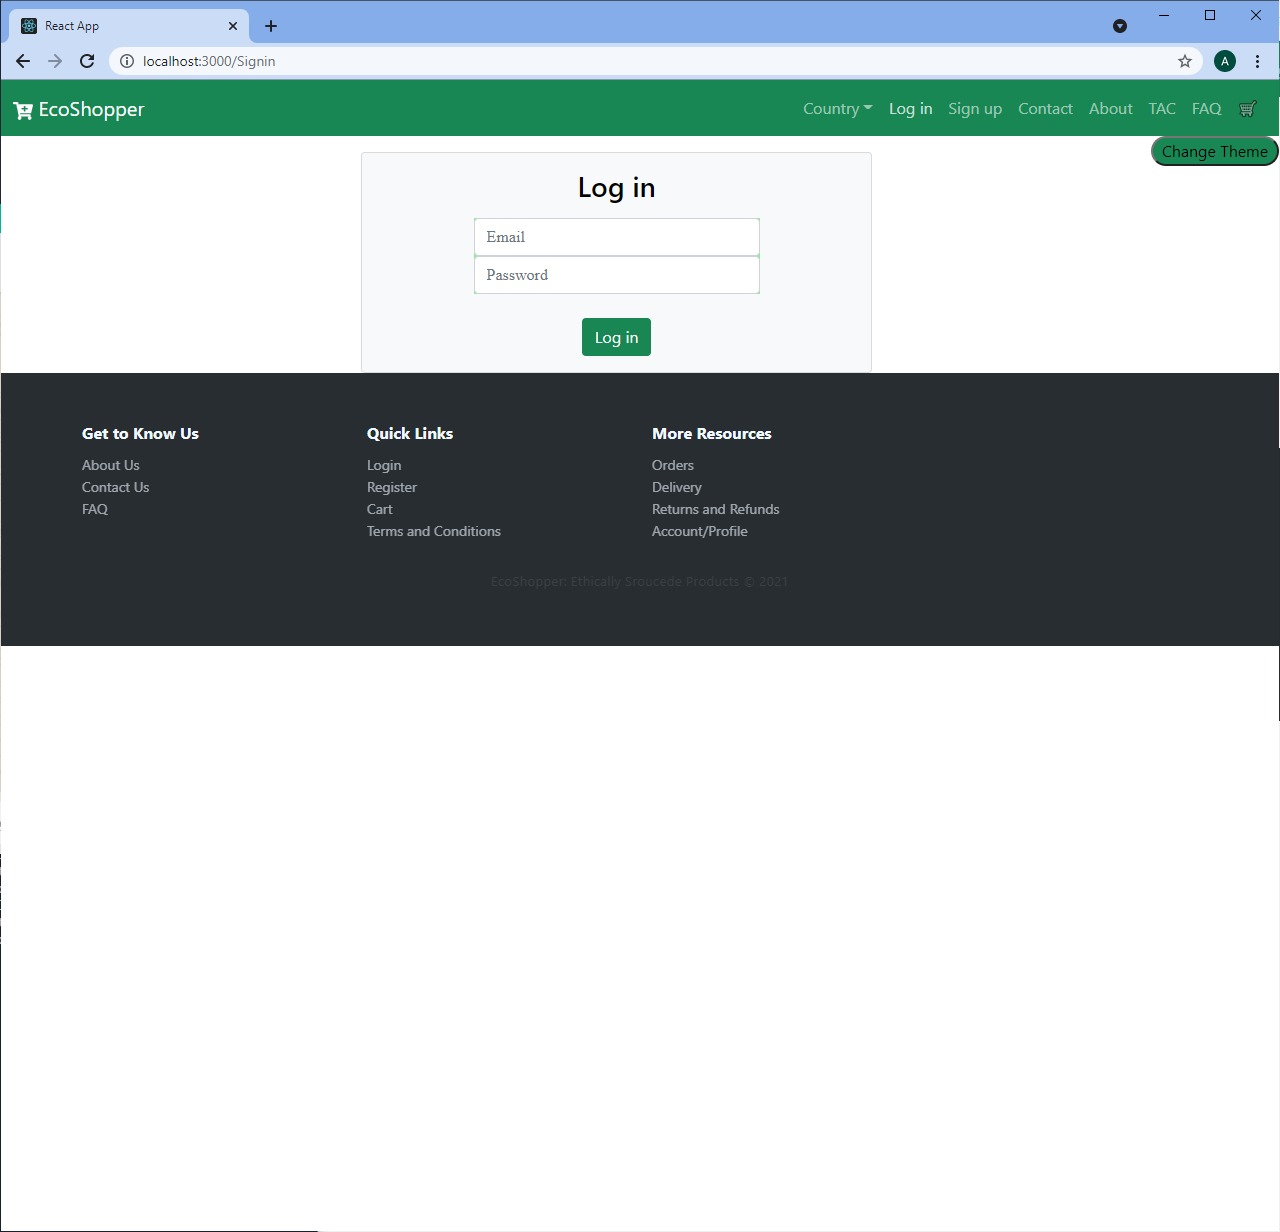 React App
localhost:3000/Signin
A
EcoShopper
Country Log in Sign up Contact About TAC FAQ
Change Theme
Log in
Email
Password
Log in
Get to Know Us
About Us
Contact Us
FAQ
Quick Links
Login
Register
Cart
Terms and Conditions
More Resources
Orders
Delivery
Returns and Refunds
Account/Profile
EcoShopper: Ethically Sroucede Products © 2021